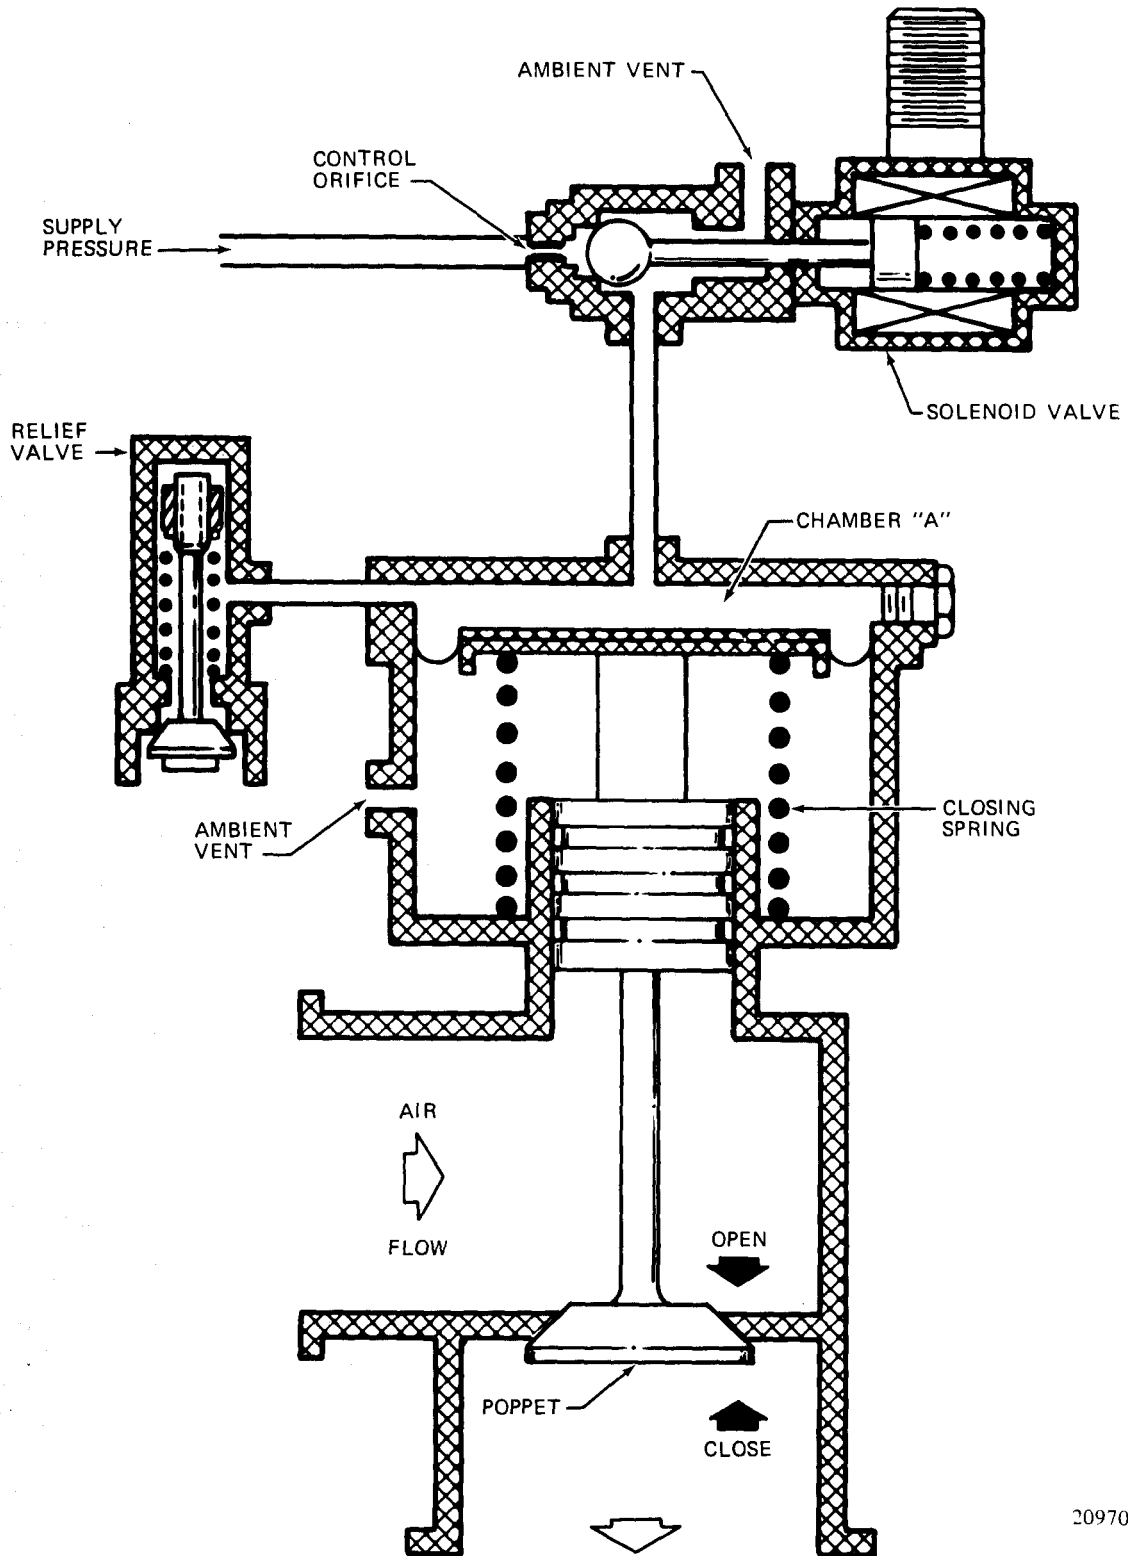 AMBIENT VENT
CONTROL
ORIFICE
SUPPLY
PRESSURE
SOLENOID VALVE
RELIEF
VALVE
CHAMBER "A"
AMBIENT
VENT
CLOSING
SPRING
AIR
FLOW
OPEN
POPPET
CLOSE
20970